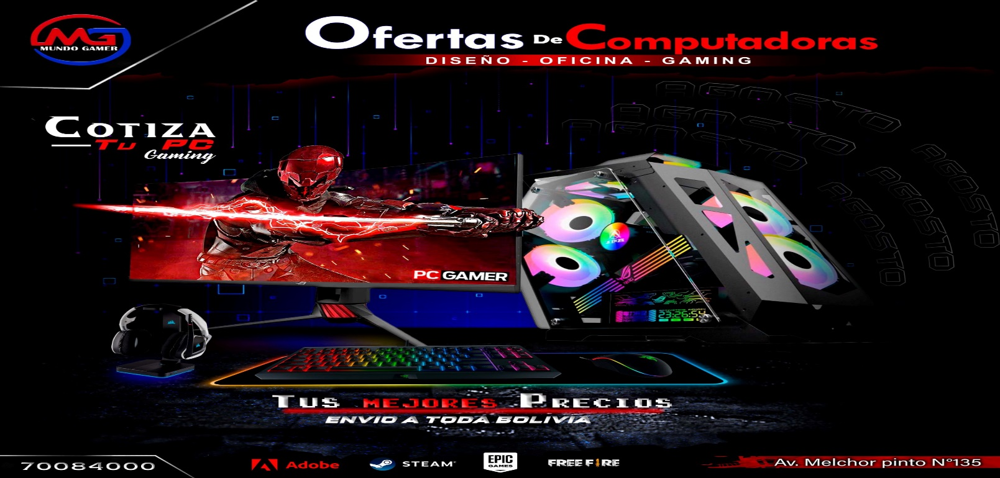 MG
MUNDO GAMER
Ofertas De Computadoras
DISEÑO - OFICINA - GAMING
AGOSTO
AGOSTO
AGOSTO
AGOSTO
AGOSTO
AGOSTO
COTIZA
TU PC
Gaming
PC GAMER
23:26:54
TUS MEJORES PRECIOS
ENVIO A TODA BOLIVIA
70084000
Adobe
STEAM
EPIC
GAMES
FREE FIRE
Av. Melchor pinto N°135